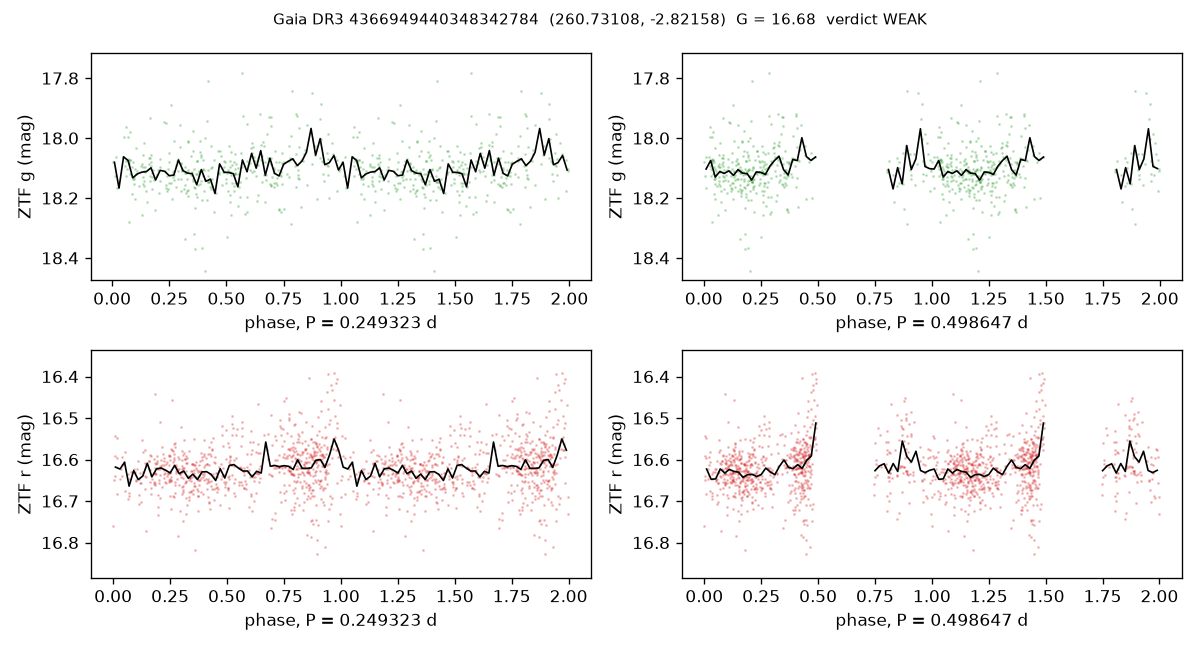 Gaia DR3 4366949440348342784 (260.73108, -2.82158) G = 16.68 verdict WEAK
ZTF g (mag)
17.8
18.0
18.2
18.4
0.00 0.25 0.50 0.75 1.00 1.25 1.50 1.75 2.00
phase, P = 0.249323 d
ZTF g (mag)
17.8
18.0
18.2
18.4
0.00 0.25 0.50 0.75 1.00 1.25 1.50 1.75 2.00
phase, P = 0.498647 d
ZTF r (mag)
16.4
16.5
16.6
16.7
16.8
0.00 0.25 0.50 0.75 1.00 1.25 1.50 1.75 2.00
phase, P = 0.249323 d
ZTF r (mag)
16.4
16.5
16.6
16.7
16.8
0.00 0.25 0.50 0.75 1.00 1.25 1.50 1.75 2.00
phase, P = 0.498647 d